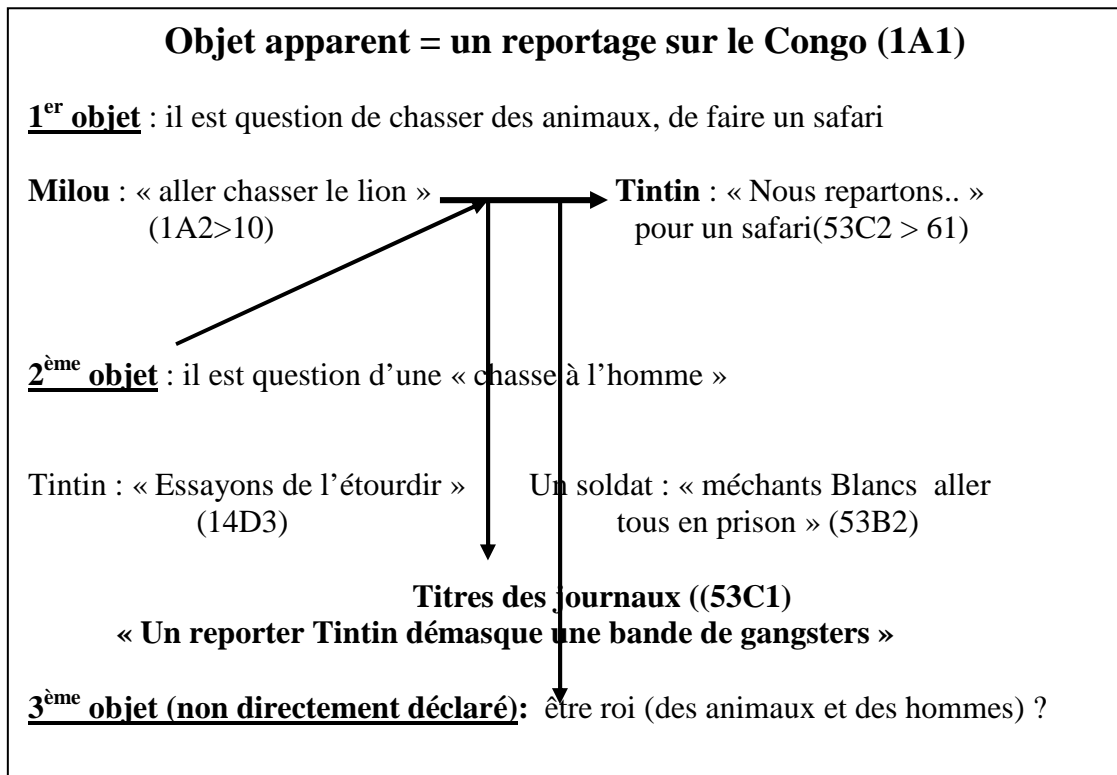 Objet apparent = un reportage sur le Congo (1A1)
1er objet : il est question de chasser des animaux, de faire un safari
Milou : « aller chasser le lion » Tintin : « Nous repartons.. »
(1A2>10) pour un safari(53C2 > 61)
2ème objet : il est question d’une « chasse à l’homme »
Tintin : « Essayons de l’étourdir » Un soldat : « méchants Blancs aller
(14D3) tous en prison » (53B2)
Titres des journaux ((53C1)
« Un reporter Tintin démasque une bande de gangsters »
3ème objet (non directement déclaré): être roi (des animaux et des hommes) ?